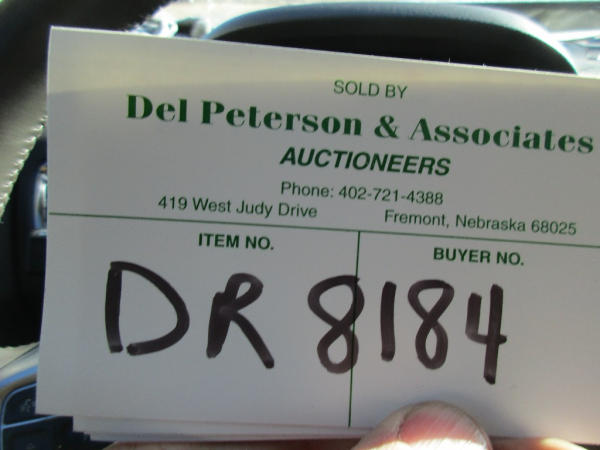 SOLD BY
Del Peterson & Associates
AUCTIONEERS
Phone: 402-721-4388
419 West Judy Drive Fremont, Nebraska 68025
ITEM NO. BUYER NO.
DR 8184